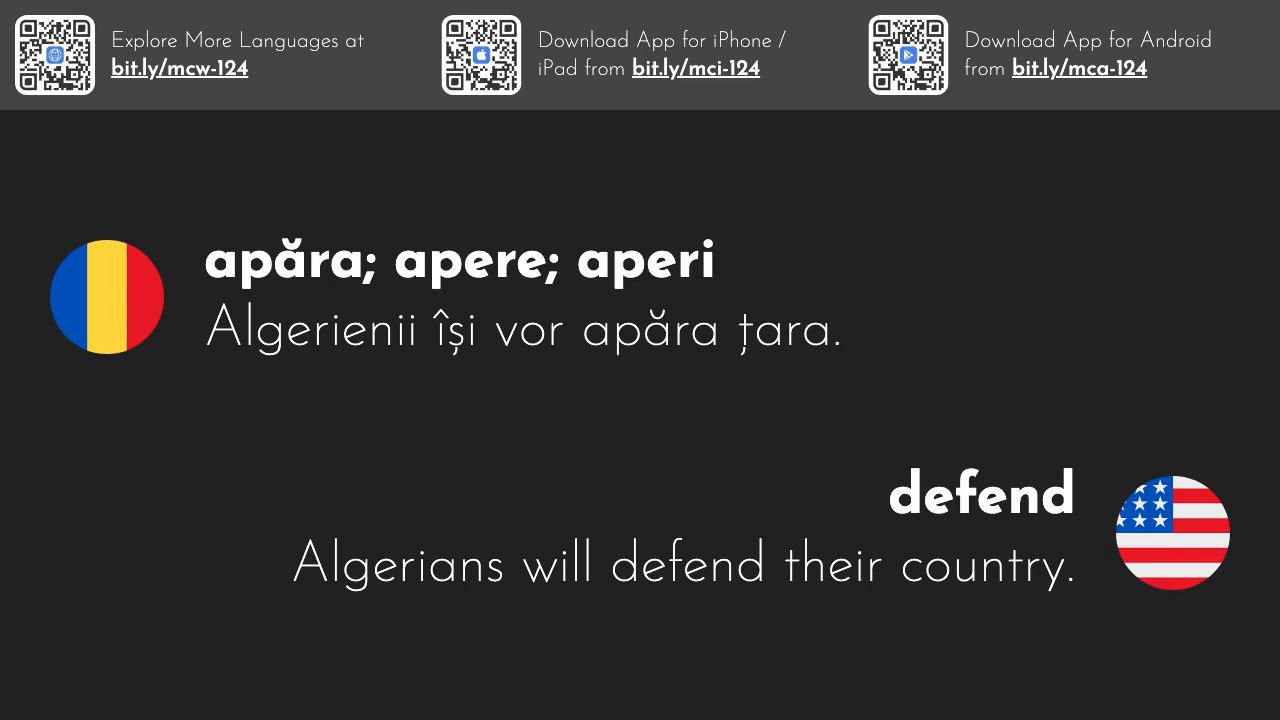 Explore More Languages at
bit.ly/mcw-124
Download App for iPhone /
iPad from bit.ly/mci-124
Download App for Android
from bit.ly/mca-124
apăra; apere; aperi
Algerienii își vor apăra țara.
defend
Algerians will defend their country.